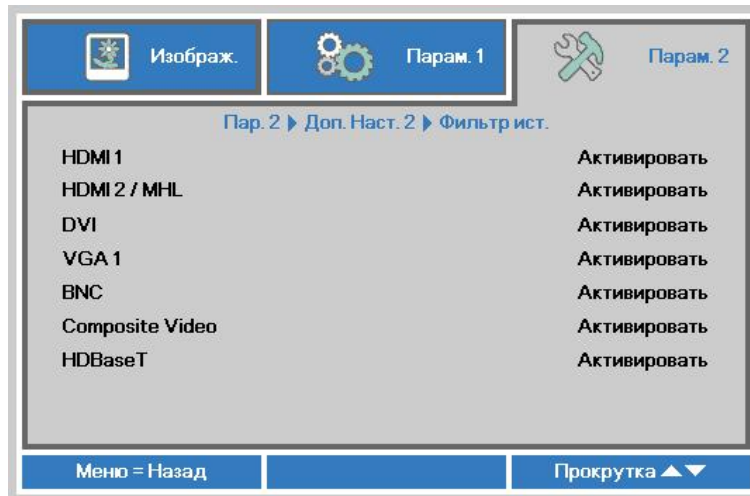 Изображ. Парам. 1 Парам. 2
Пар. 2 ▶ Доп. Наст. 2 ▶ Фильтр ист.
HDMI 1 Активировать
HDMI 2 / MHL Активировать
DVI Активировать
VGA 1 Активировать
BNC Активировать
Composite Video Активировать
HDBaseT Активировать
Меню = Назад Прокрутка ▲▼